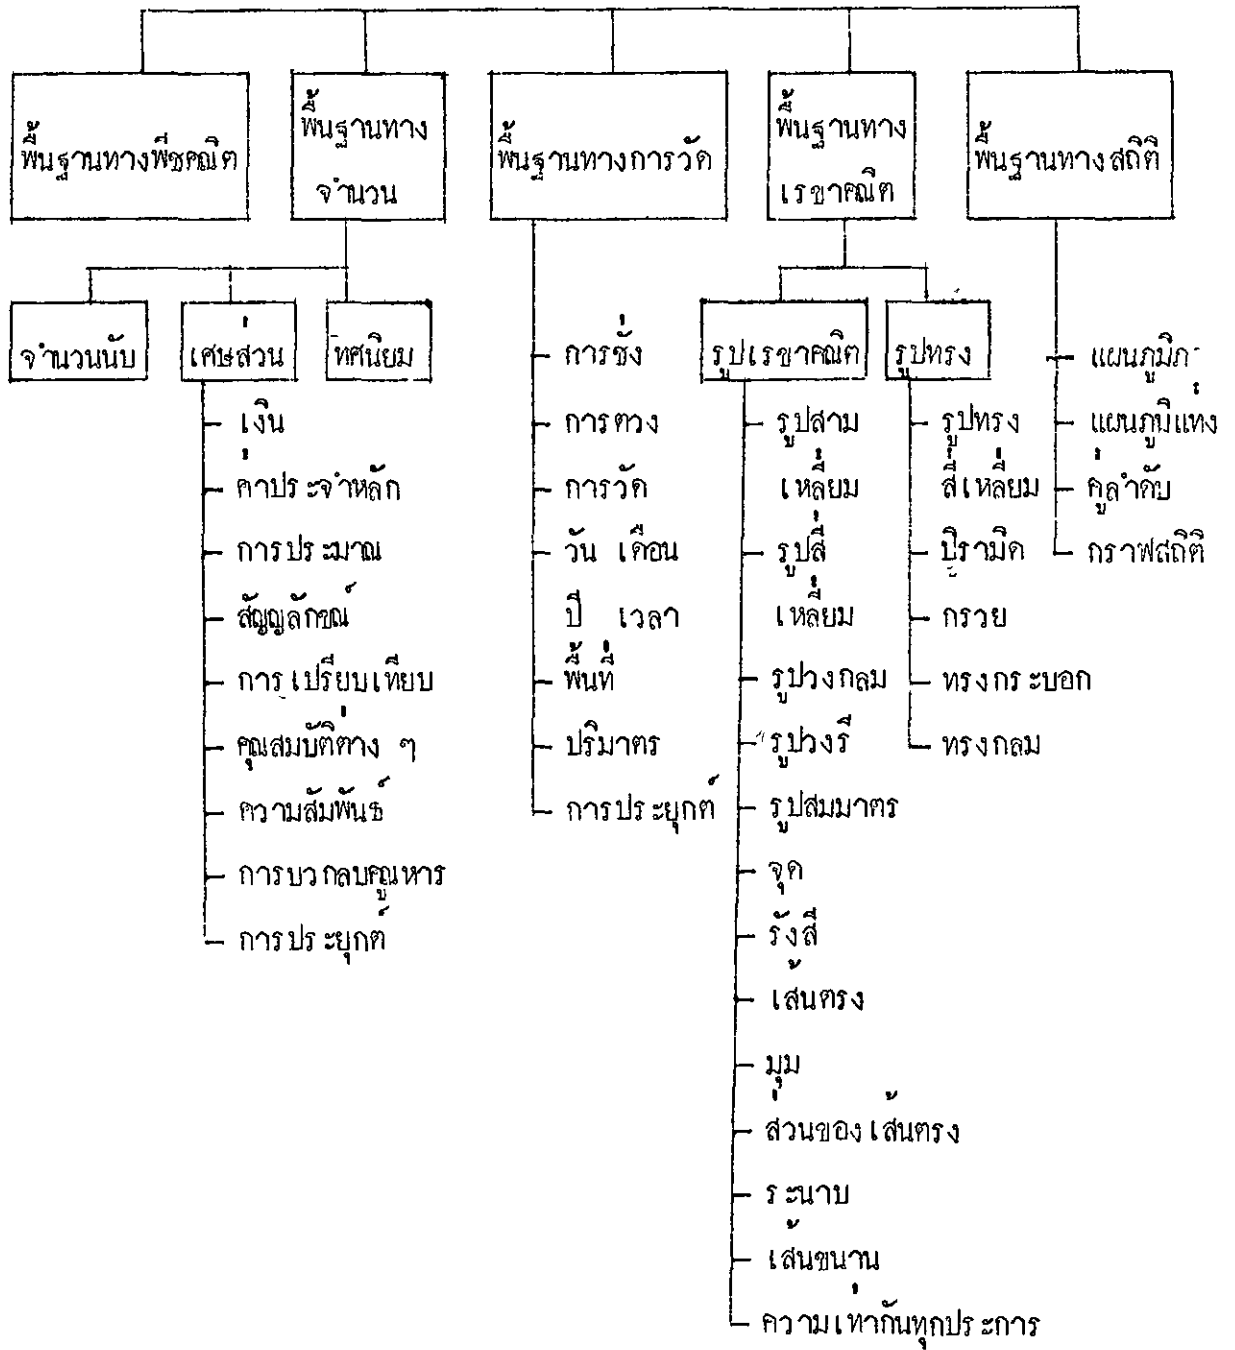 พื้นฐานทางพีชคณิต
พื้นฐานทาง
จำนวน
พื้นฐานทางการวัด
พื้นฐานทาง
เรขาคณิต
พื้นฐานทางสถิติ
จำนวนนับ
เศษส่วน
ทศนิยม
เงิน
ค่าประจำหลัก
การประมาณ
สัญญลักษณ์
การเปรียบเทียบ
คุณสมบัติต่าง ๆ
ความสัมพันธ์
การบวกลบคูณหาร
การประยุกต์
การชั่ง
การตวง
การวัด
วัน เดือน
ปี เวลา
พื้นที่
ปริมาตร
การประยุกต์
รูปเรขาคณิต
รูปสาม
เหลี่ยม
รูปสี่
เหลี่ยม
รูปวงกลม
รูปวงรี
รูปสมมาตร
จุด
รังสี
เส้นตรง
มุม
ส่วนของเส้นตรง
ระนาบ
เส้นขนาน
ความเท่ากันทุกประการ
รูปทรง
รูปทรง
สี่เหลี่ยม
ปิรามิด
กรวย
ทรงกระบอก
ทรงกลม
แผนภูมิแท่ง
คู่ลำดับ
กราฟสถิติ